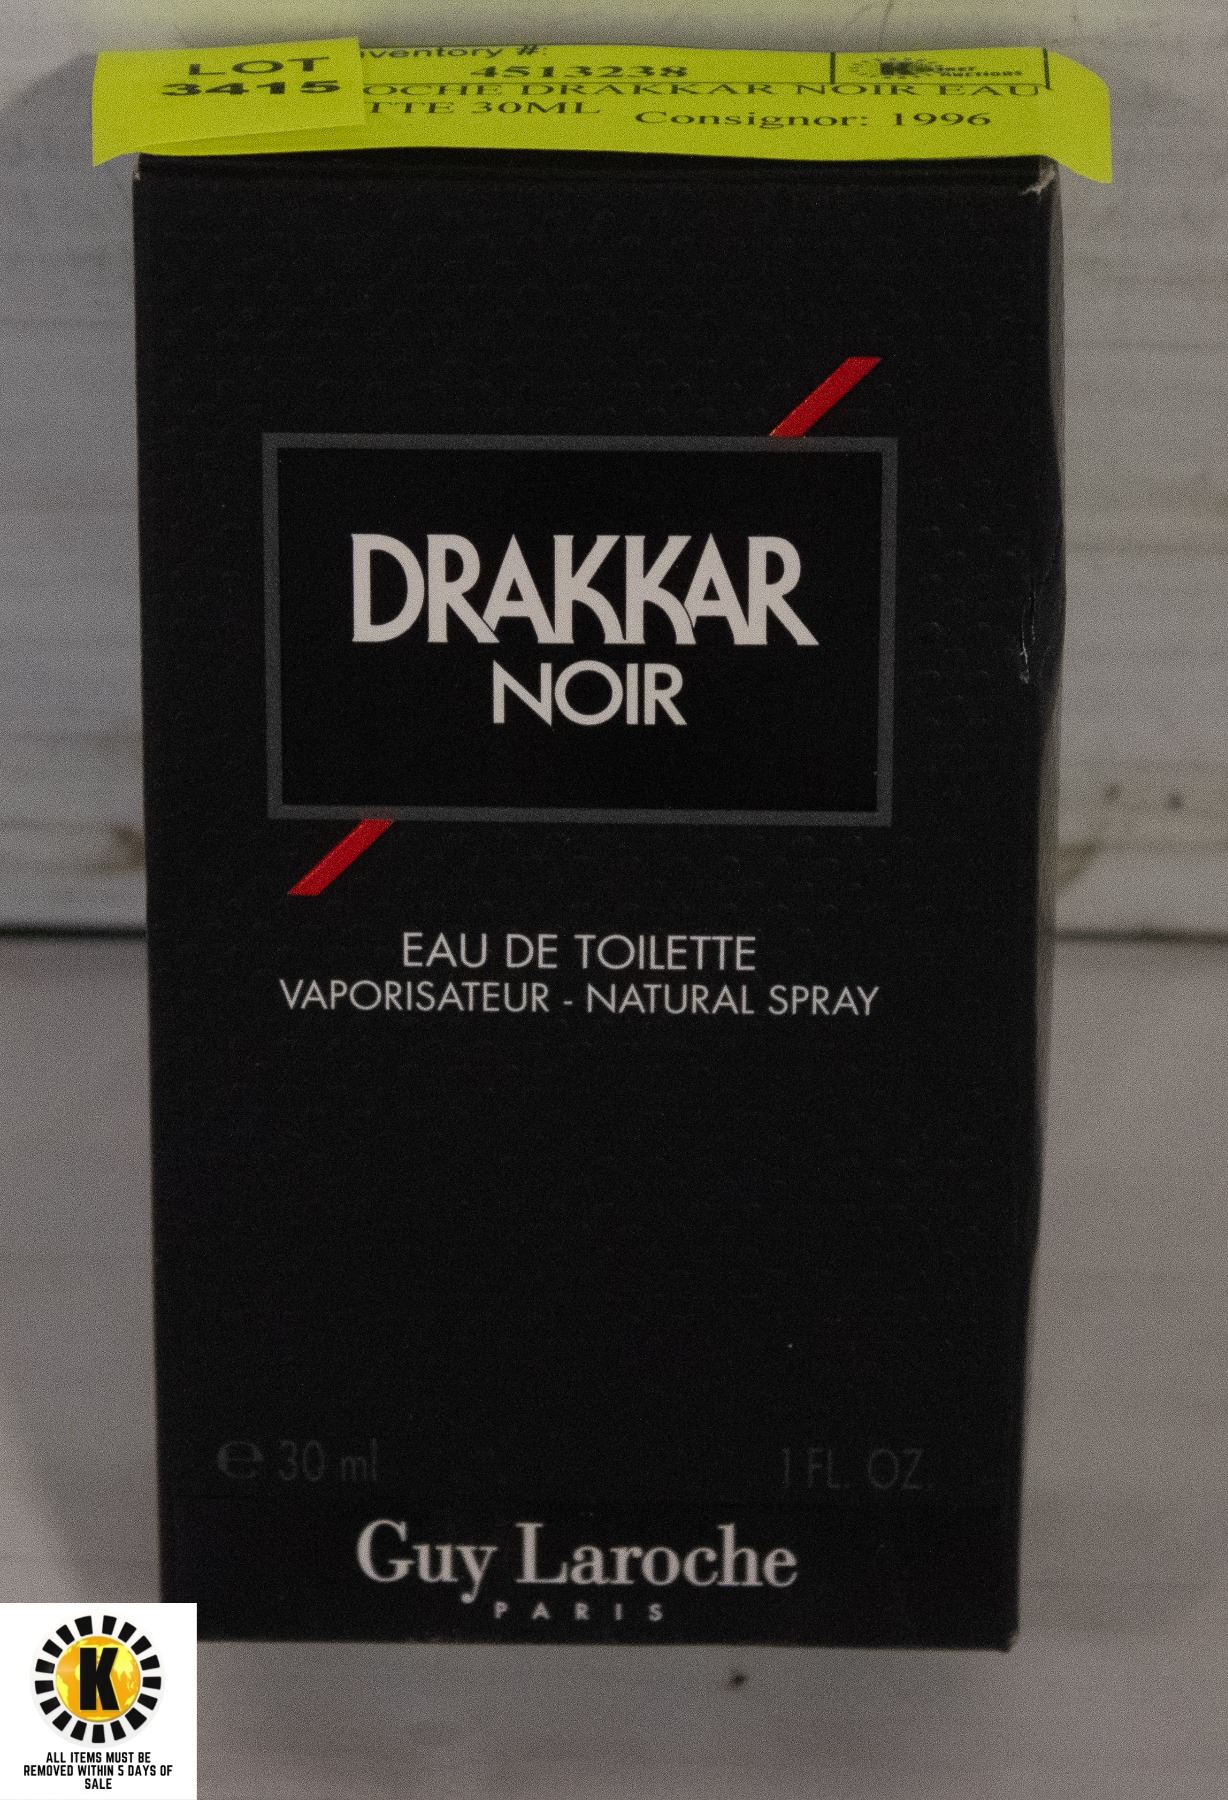 LOT
3415
ventory #:
4513238
OCHE DRAKKAR NOIR EAU
TTE 30ML Consignor: 1996
DRAKKAR
NOIR
EAU DE TOILETTE
VAPORISATEUR - NATURAL SPRAY
℮ 30 ml 1 FL. OZ.
Guy Laroche
PARIS
K
ALL ITEMS MUST BE
REMOVED WITHIN 5 DAYS OF
SALE